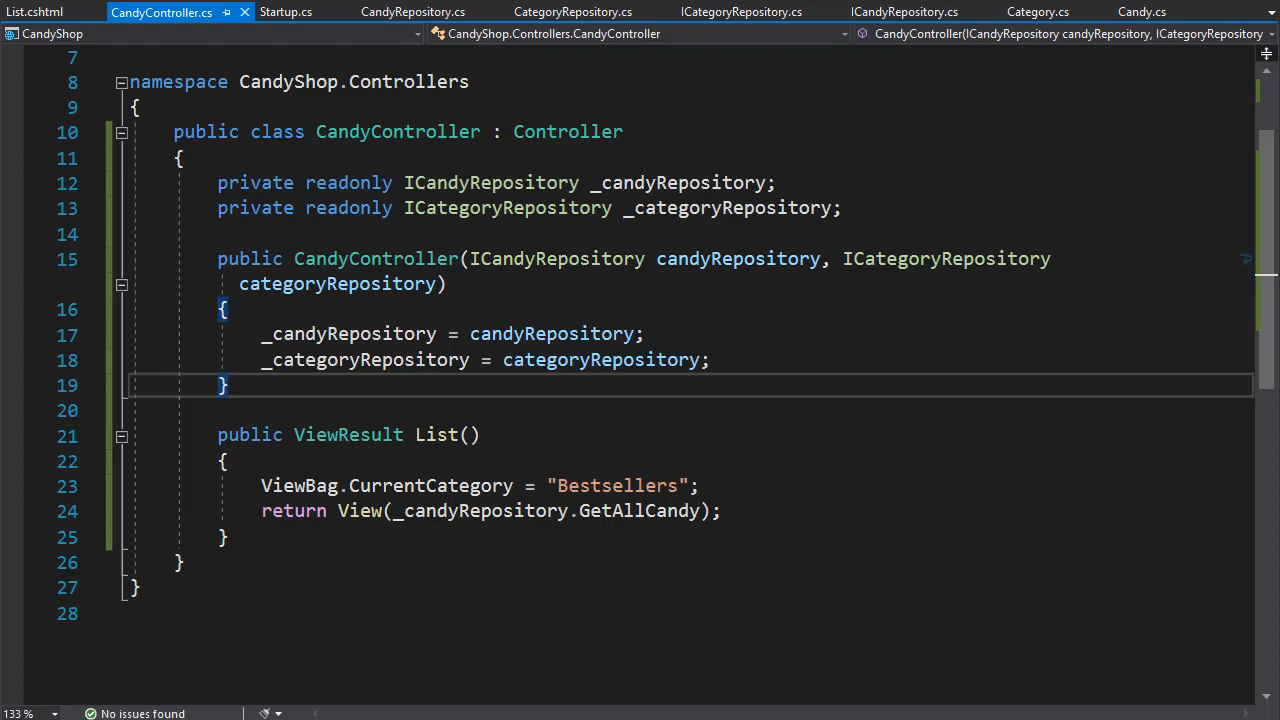 List.cshtml CandyController.cs Startup.cs CandyRepository.cs CategoryRepository.cs ICategoryRepository.cs ICandyRepository.cs Category.cs Candy.cs
CandyShop CandyShop.Controllers.CandyController CandyController(ICandyRepository candyRepository, ICategoryRepository
7
8 namespace CandyShop.Controllers
9 {
10 public class CandyController : Controller
11 {
12 private readonly ICandyRepository _candyRepository;
13 private readonly ICategoryRepository _categoryRepository;
14
15 public CandyController(ICandyRepository candyRepository, ICategoryRepository
categoryRepository)
16 {
17 _candyRepository = candyRepository;
18 _categoryRepository = categoryRepository;
19 }
20
21 public ViewResult List()
22 {
23 ViewBag.CurrentCategory = "Bestsellers";
24 return View(_candyRepository.GetAllCandy);
25 }
26 }
27 }
28
133 % No issues found